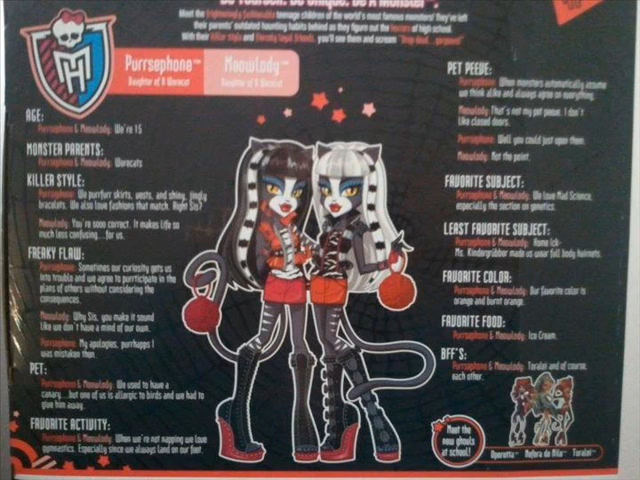 Do Yourself. Be Unique. Be A Monster
Meet the frighteningly fashionable teenage children of the world's most famous monsters! they've left
their parents' outdated haunting habits behind as they figure out the horrors of high school.
With their killer style and fiercely loyal friends, you'll see them and scream "Drop dead... gorgeous!"
Purrsephone™
Daughter of A Werecat
Meowlody™
Daughter of A Werecat
AGE:
Purrsephone & Meowlody: We're 15
MONSTER PARENTS:
Purrsephone & Meowlody: Werecats
KILLER STYLE:
Purrsephone: We purrfurr skirts, vests, and shiny, jingly
bracelets. We also love fashions that match. Right Sis?
Meowlody: You're soon correct. It makes life so
much less confusing...for us.
FREAKY FLAW:
Purrsephone: Sometimes our curiosity gets us
into trouble and we agree to purrticipate in the
plans of others without considering the
consequences.
Meowlody: Why Sis, you make it sound
like we don't have a mind of our own.
Purrsephone: My apologies, purrhapps I
was mistaken then.
PET:
Purrsephone & Meowlody: We used to have a
canary...but one of us is allergic to birds and we had to
give him away.
FAVORITE ACTIVITY:
Purrsephone & Meowlody: When we're not napping we love
gymnastics. Especially since we always land on our feet.
PET PEEVE:
Purrsephone: When monsters automatically assume
we think alike and always agree on everything.
Meowlody: That's not my pet peeve. I don't
like closed doors.
Purrsephone: Well you could just open them.
Meowlody: Not the point.
FAVORITE SUBJECT:
Purrsephone & Meowlody: We love Mad Science,
especially the section on genetics.
LEAST FAVORITE SUBJECT:
Purrsephone & Meowlody: Home Ick-
Ms. Kindergrübber made us wear full body hairnets.
FAVORITE COLOR:
Purrsephone & Meowlody: Our favorite color is
orange and burnt orange.
FAVORITE FOOD:
Purrsephone & Meowlody: Ice Cream.
BFF'S:
Purrsephone & Meowlody: Toralei and of course,
each other.
Meet the
new ghouls
at school!
Operetta™ Nefera de Nile™ Toralei™